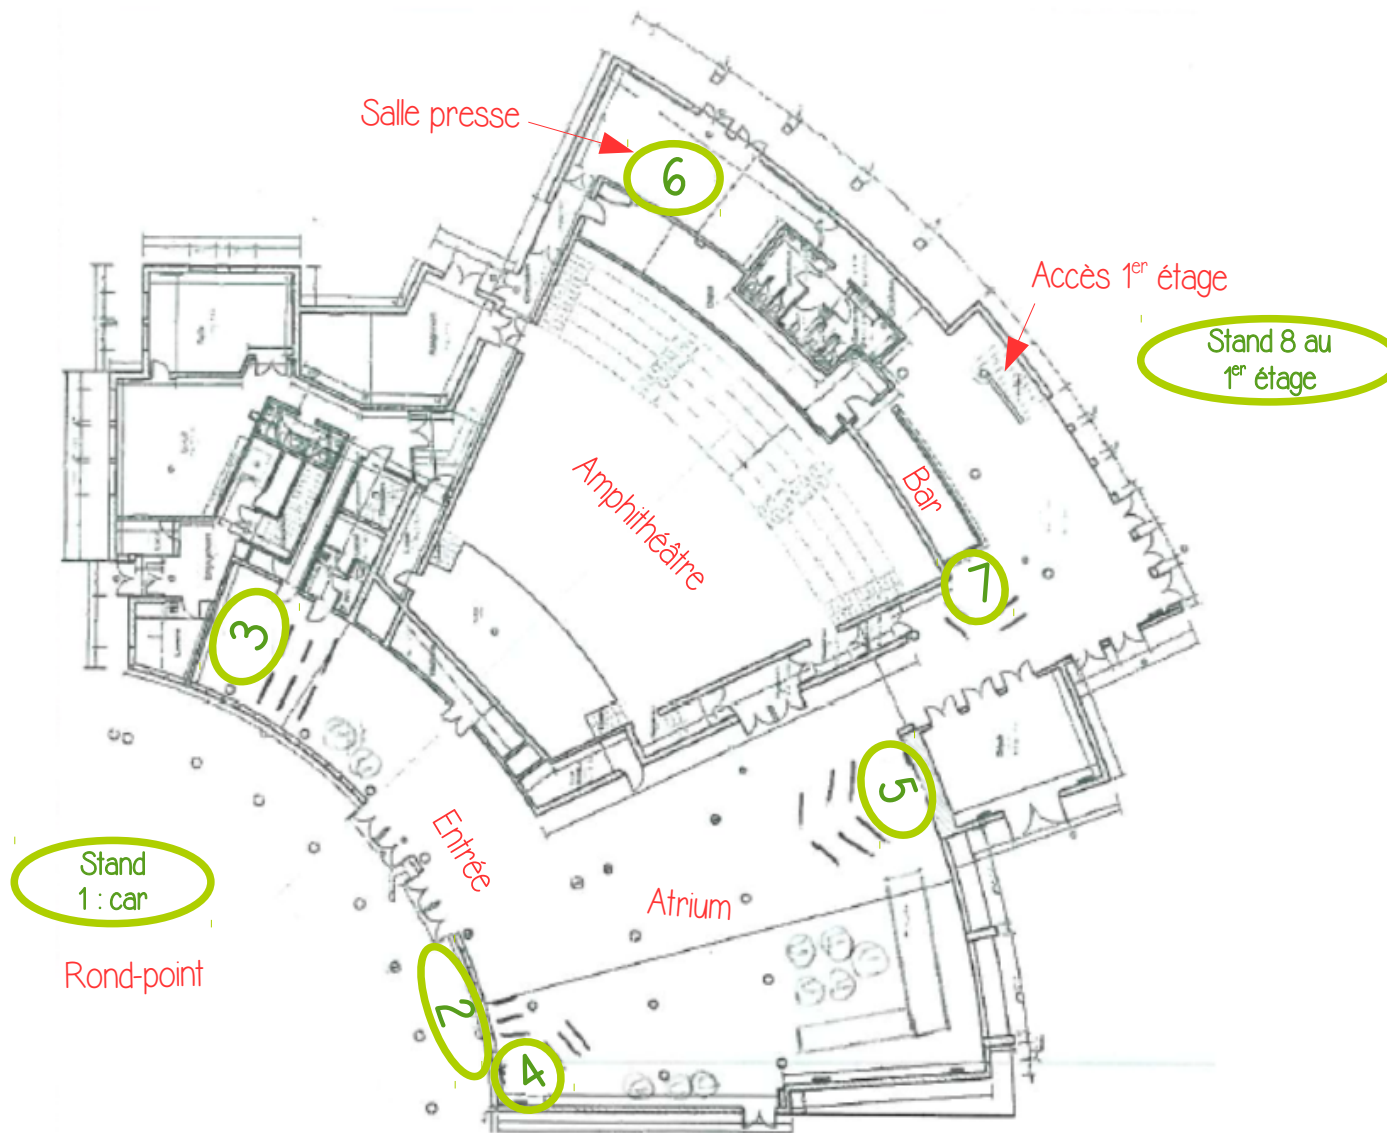 Salle presse
6
Accès 1er étage
Stand 8 au
1er étage
Amphithéâtre
Bar
7
3
5
Entrée
Stand
1 : car
Atrium
Rond-point
2
4